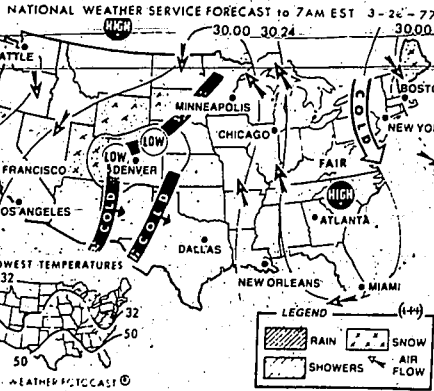 NATIONAL WEATHER SERVICE FORECAST to 7AM EST
HIGH
30.00 30.24 30.00
ATTLE
MINNEAPOLIS
BOST
COLD
NEW YORK
CHICAGO
LOW
LOW
FRANCISCO
DENVER
FAIR
HIGH
OS ANGELES
COLD
COLD
ATLANTA
DALLAS
WEST TEMPERATURES
32
NEW ORLEANS
MIAMI
32
50
50
LEGEND
RAIN
SNOW
SHOWERS
AIR
FLOW